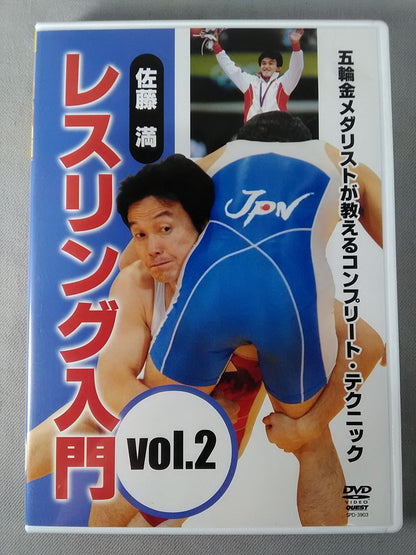 五輪金メダリストが教えるコンプリート・テクニック
佐藤 満
レスリング入門
vol.2
JPN
DVD
VIDEO
QUEST
SPD-3903